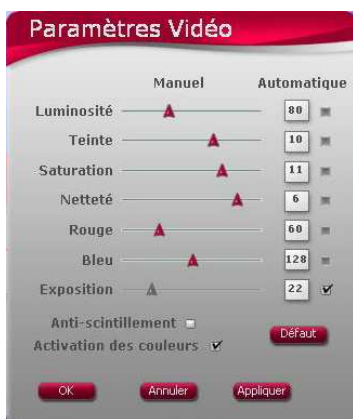 Paramètres Vidéo
Manuel Automatique
Luminosité 80
Teinte 10
Saturation 11
Netteté 6
Rouge 60
Bleu 128
Exposition 22
Anti-scintillement
Défaut
Activation des couleurs
OK Annuler Appliquer